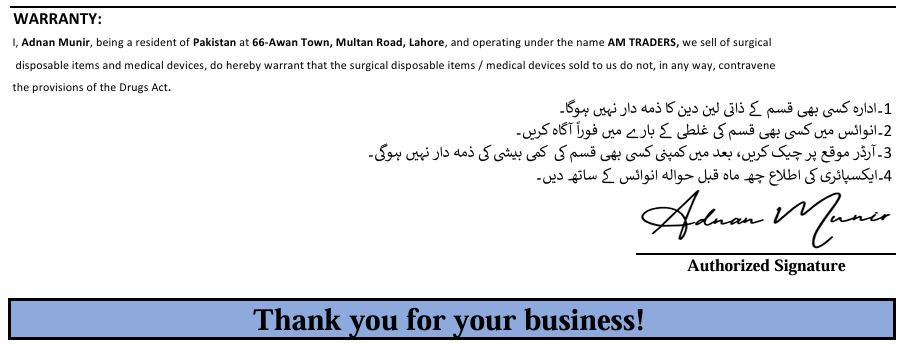 WARRANTY:
I, Adnan Munir, being a resident of Pakistan at 66-Awan Town, Multan Road, Lahore, and operating under the name AM TRADERS, we sell of surgical
disposable items and medical devices, do hereby warrant that the surgical disposable items / medical devices sold to us do not, in any way, contravene
the provisions of the Drugs Act.
1۔ادارہ کسی بھی قسم کے ذاتی لین دین کا ذمہ دار نہیں ہوگا۔
2۔انوائس میں کسی بھی قسم کی غلطی کے بارے میں فوراً آگاہ کریں۔
3۔آرڈر موقع پر چیک کریں، بعد میں کمپنی کسی بھی قسم کی کمی بیشی کی ذمہ دار نہیں ہوگی۔
4۔ایکسپائری کی اطلاع چھ ماہ قبل حوالہ انوائس کے ساتھ دیں۔
Adnan Munir
Authorized Signature
Thank you for your business!